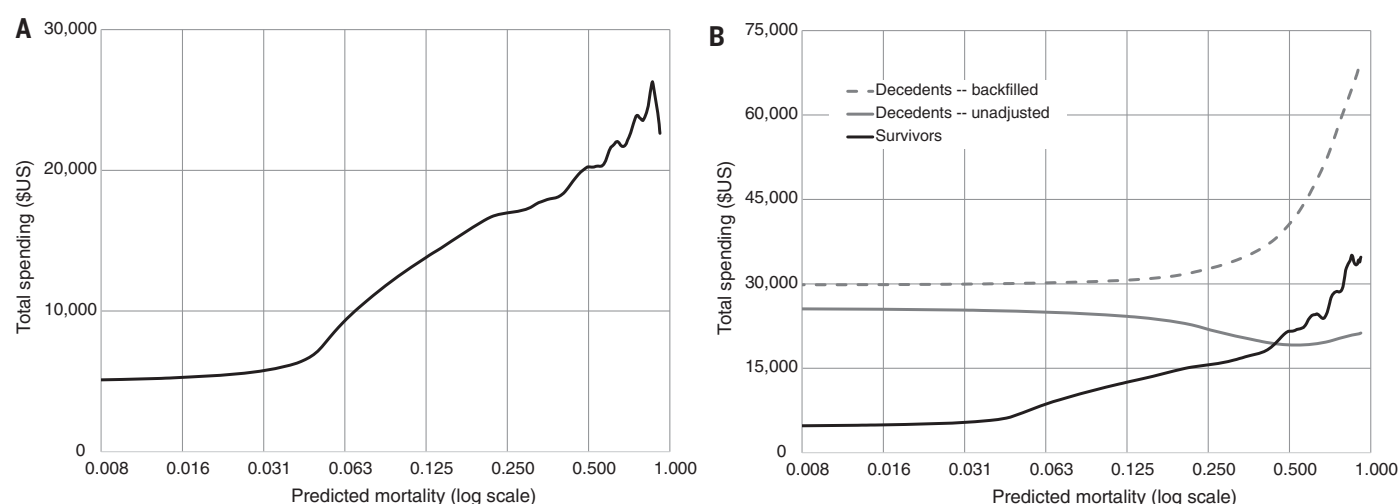 A
30,000
20,000
10,000
0
Total spending ($US)
0.008 0.016 0.031 0.063 0.125 0.250 0.500 1.000
Predicted mortality (log scale)
B
75,000
60,000
45,000
30,000
15,000
0
Total spending ($US)
Decedents -- backfilled
Decedents -- unadjusted
Survivors
0.008 0.016 0.031 0.063 0.125 0.250 0.500 1.000
Predicted mortality (log scale)